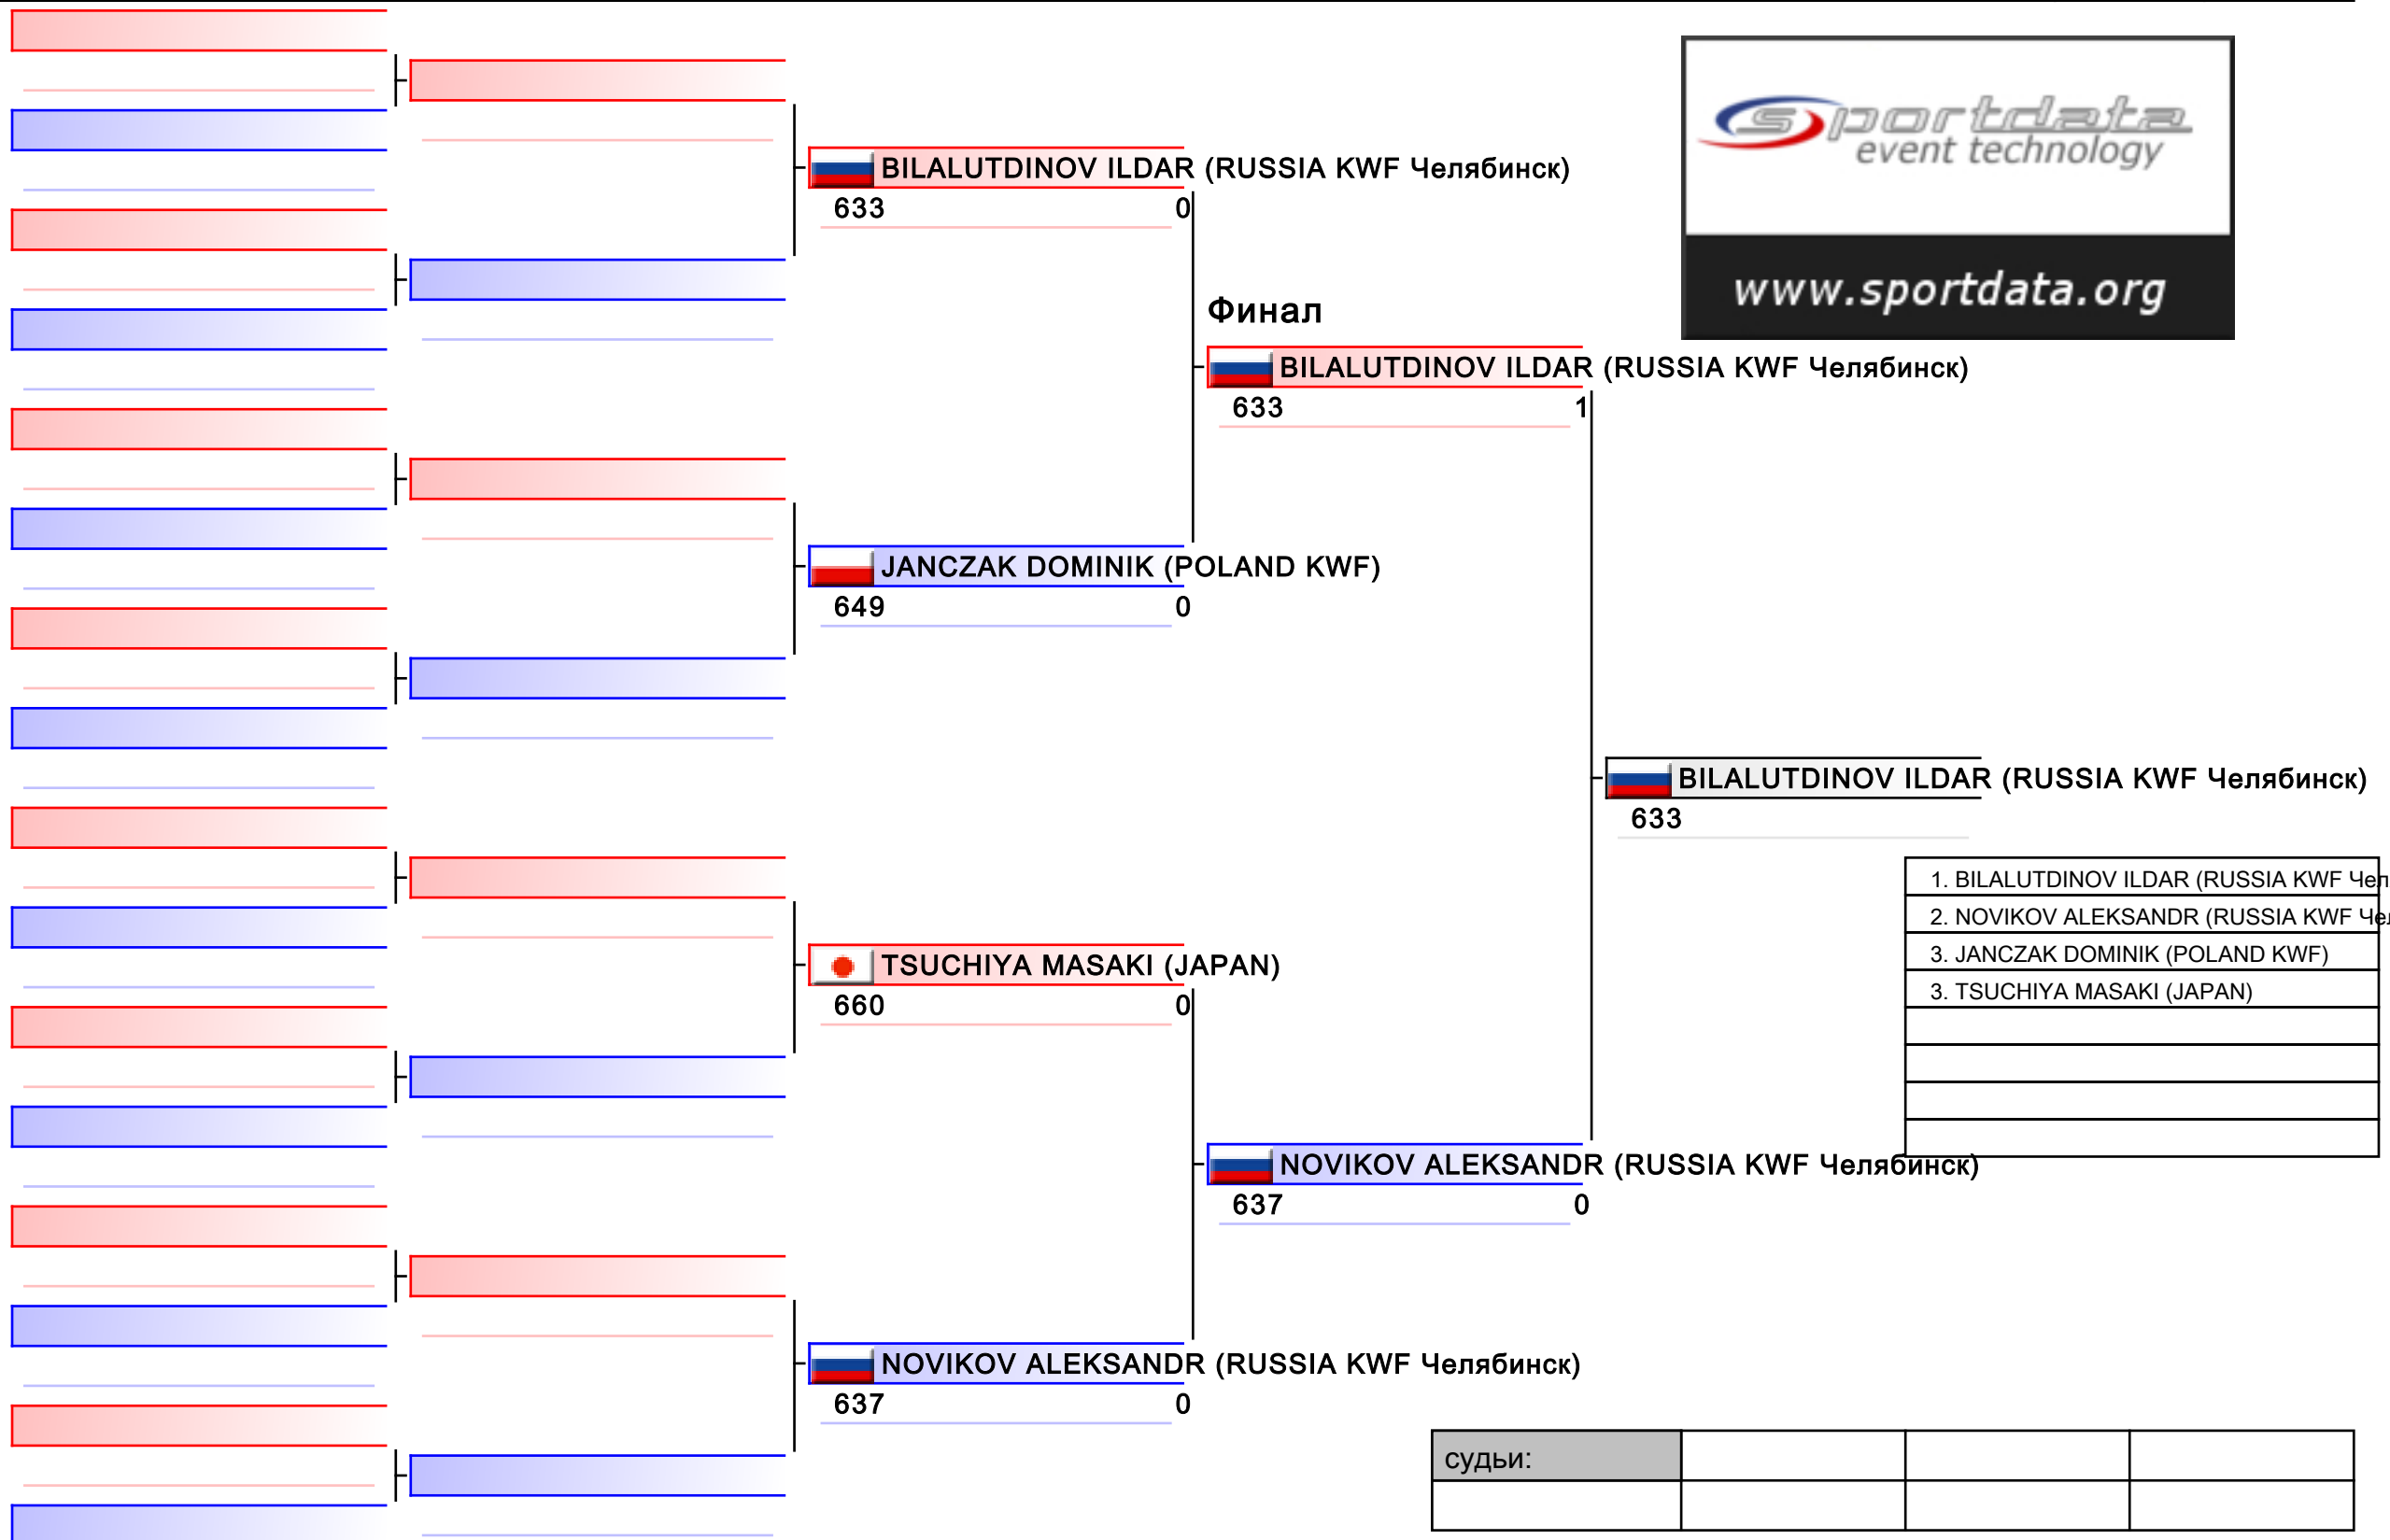 sportdata
event technology
www.sportdata.org
BILALUTDINOV ILDAR (RUSSIA KWF Челябинск)
633 0
Финал
BILALUTDINOV ILDAR (RUSSIA KWF Челябинск)
633 1
JANCZAK DOMINIK (POLAND KWF)
649 0
BILALUTDINOV ILDAR (RUSSIA KWF Челябинск)
633
1. BILALUTDINOV ILDAR (RUSSIA KWF Чел
2. NOVIKOV ALEKSANDR (RUSSIA KWF Чел
3. JANCZAK DOMINIK (POLAND KWF)
3. TSUCHIYA MASAKI (JAPAN)
TSUCHIYA MASAKI (JAPAN)
660 0
NOVIKOV ALEKSANDR (RUSSIA KWF Челябинск)
637 0
NOVIKOV ALEKSANDR (RUSSIA KWF Челябинск)
637 0
судьи: